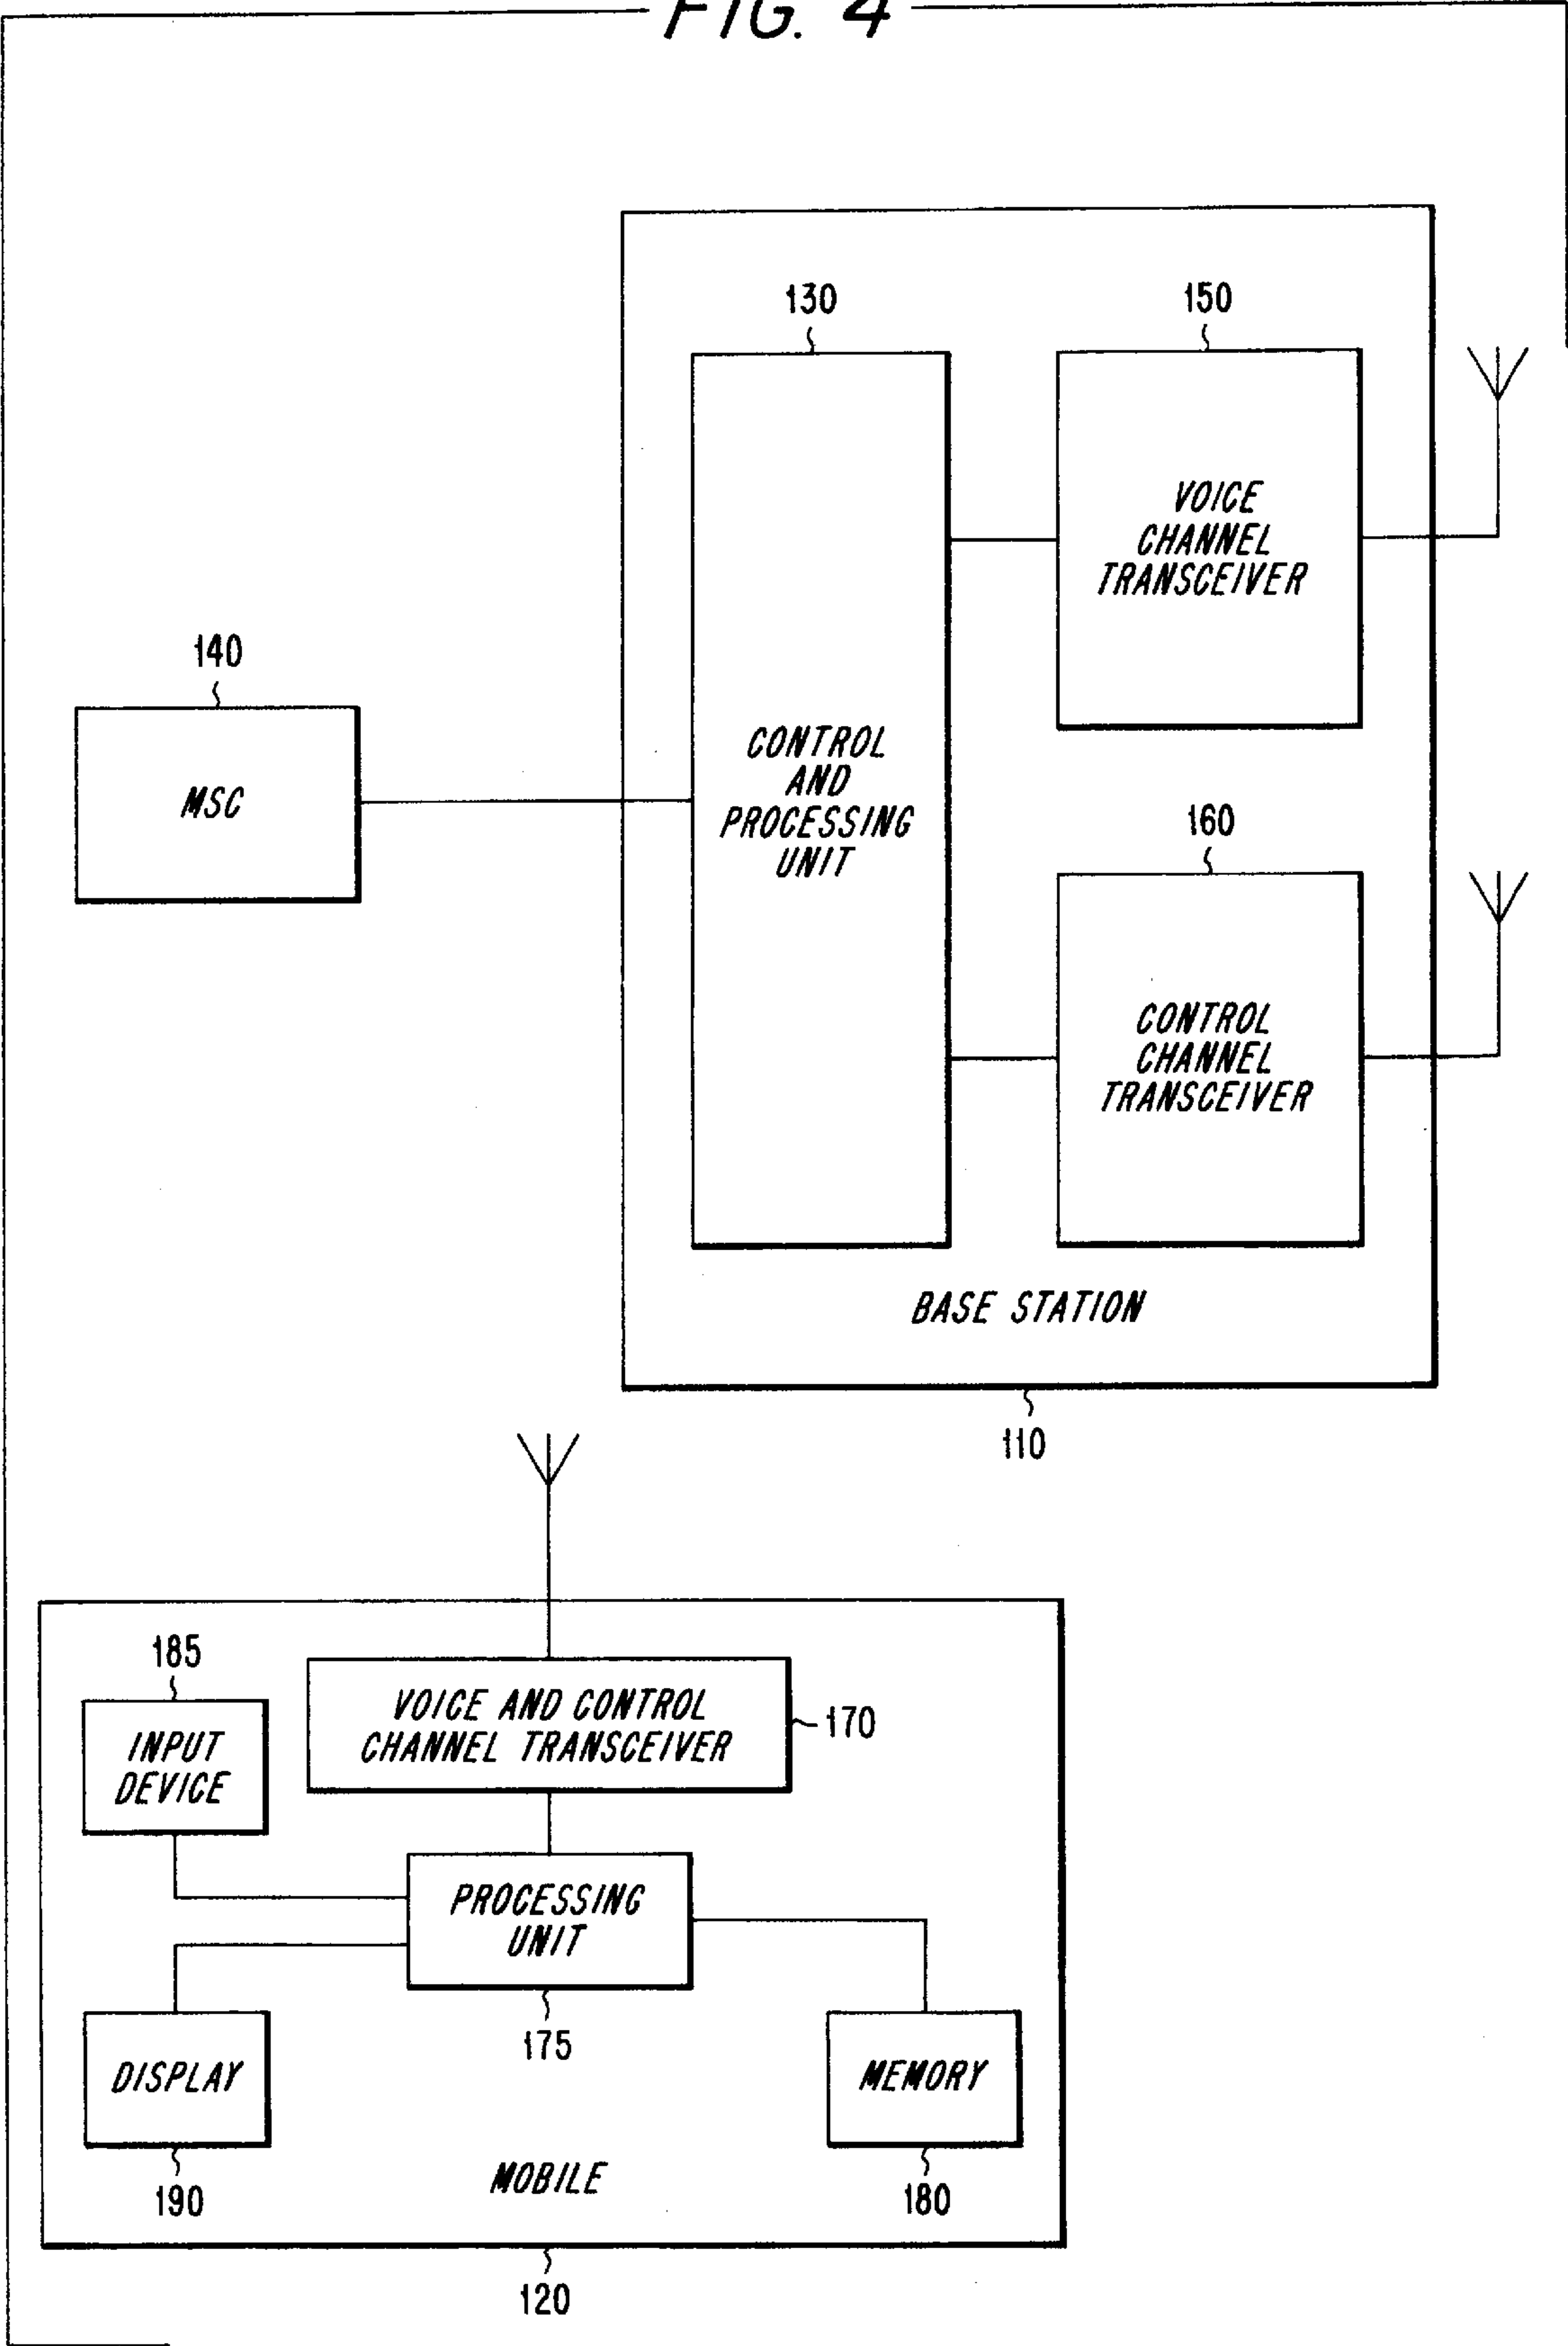 FIG. 4
130
150
VOICE
CHANNEL
TRANSCEIVER
140
MSC
CONTROL
AND
PROCESSING
UNIT
160
CONTROL
CHANNEL
TRANSCEIVER
BASE STATION
110
185
INPUT
DEVICE
VOICE AND CONTROL
CHANNEL TRANSCEIVER
170
PROCESSING
UNIT
175
DISPLAY
190
MEMORY
180
MOBILE
120